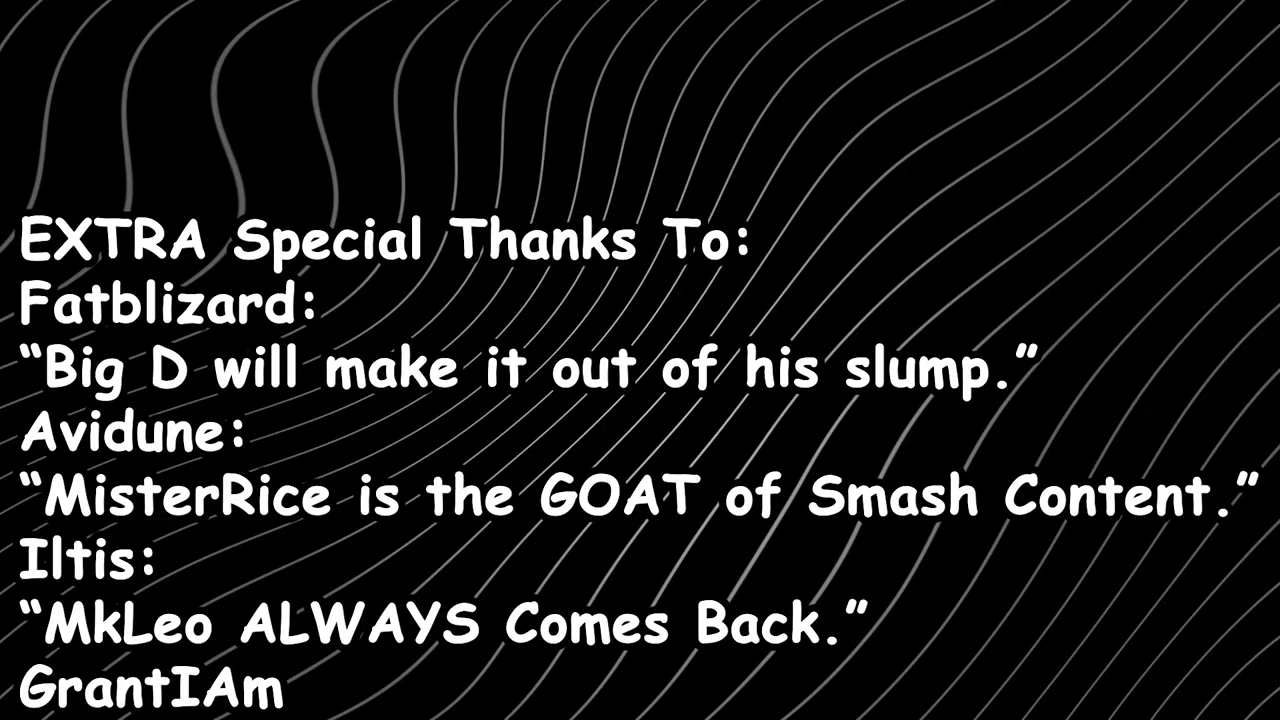 EXTRA Special Thanks To:
Fatblizard:
“Big D will make it out of his slump.”
Avidune:
“MisterRice is the GOAT of Smash Content.”
Iltis:
“MkLeo ALWAYS Comes Back.”
GrantIAm